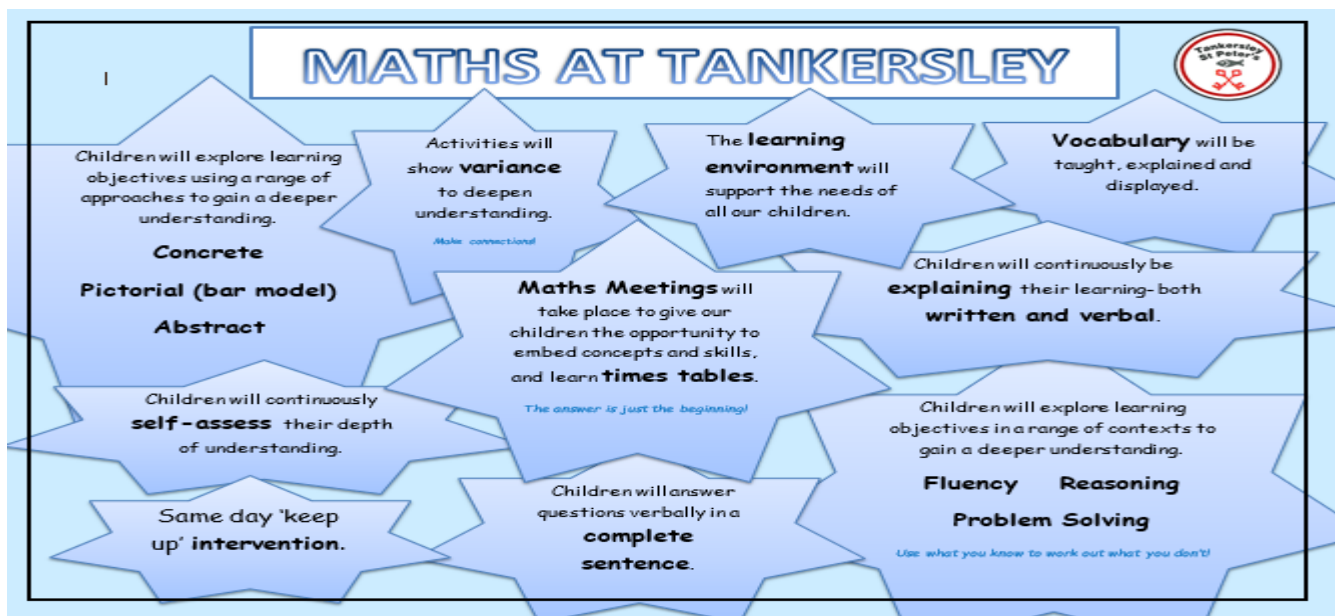 MATHS AT TANKERSLEY
Tankersley
St Peter's
Children will explore learning
objectives using a range of
approaches to gain a deeper
understanding.
Concrete
Pictorial (bar model)
Abstract
Activities will
show variance
to deepen
understanding.
Make connections!
The learning
environment will
support the needs of
all our children.
Vocabulary will be
taught, explained and
displayed.
Maths Meetings will
take place to give our
children the opportunity to
embed concepts and skills,
and learn times tables.
The answer is just the beginning!
Children will continuously be
explaining their learning- both
written and verbal.
Children will continuously
self-assess their depth
of understanding.
Same day ‘keep
up’ intervention.
Children will answer
questions verbally in a
complete
sentence.
Children will explore learning
objectives in a range of contexts to
gain a deeper understanding.
Fluency Reasoning
Problem Solving
Use what you know to work out what you don't!